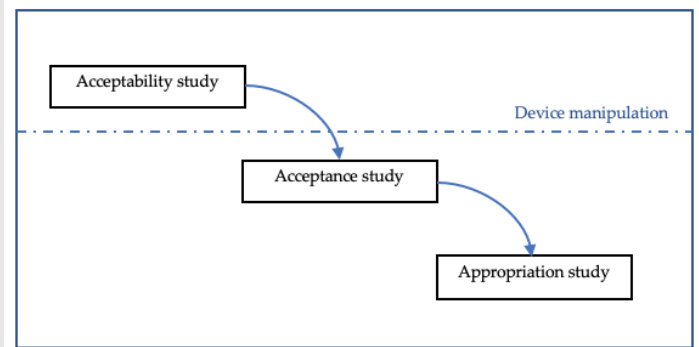 Acceptability study
Device manipulation
Acceptance study
Appropriation study